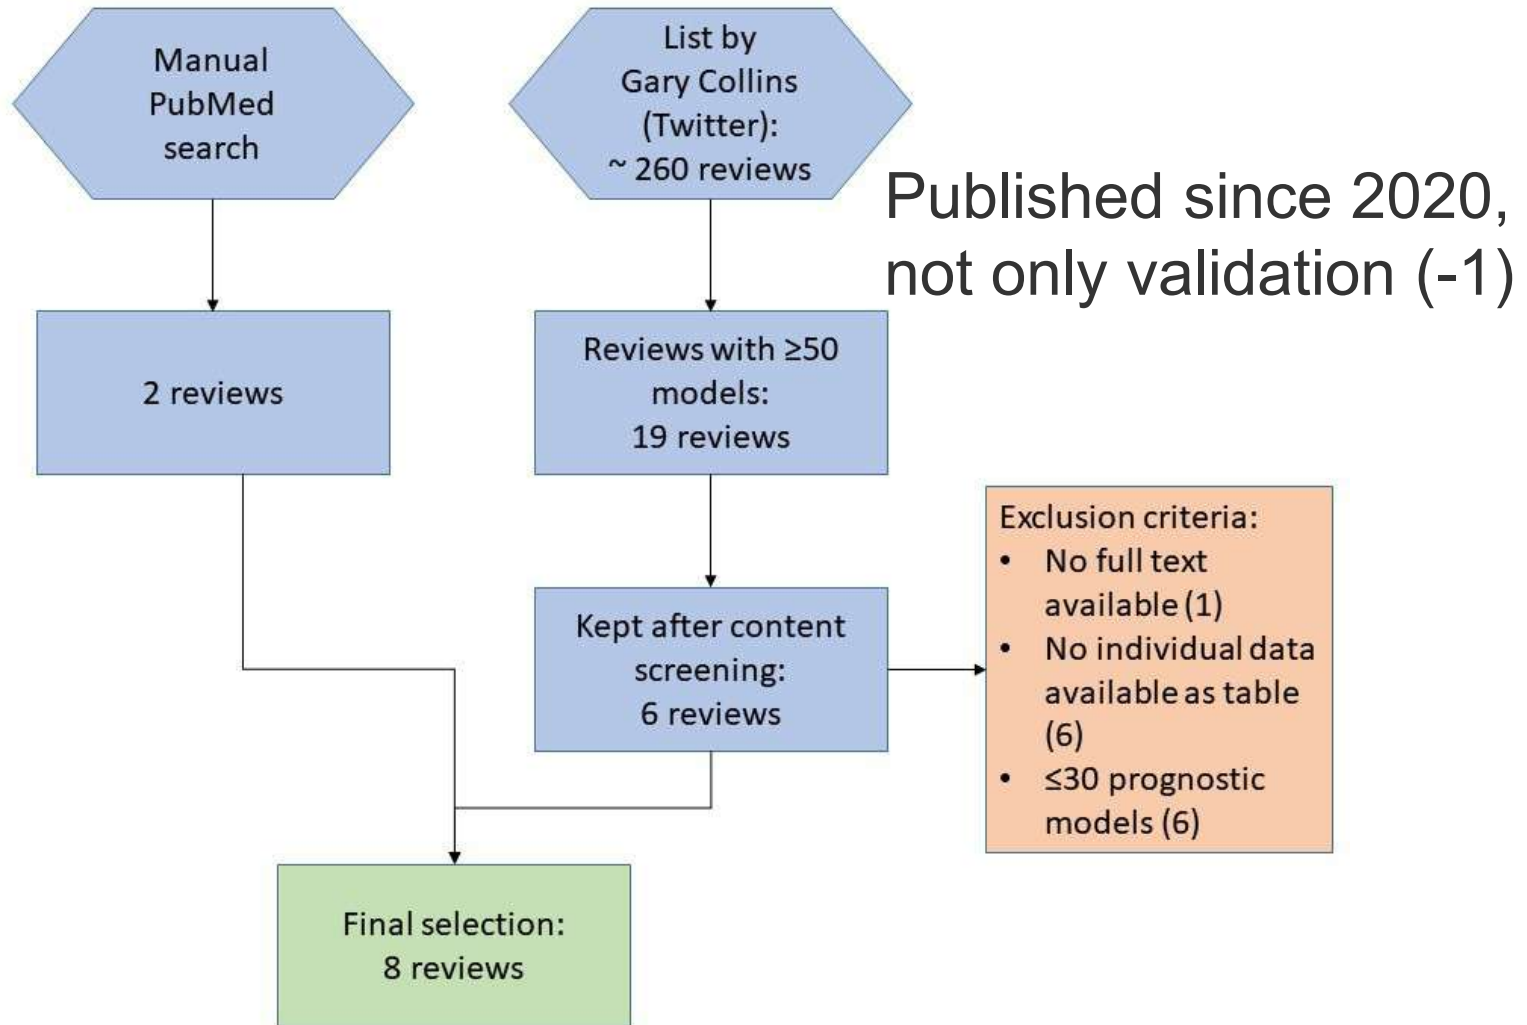 Manual
PubMed
search
List by
Gary Collins
(Twitter):
~ 260 reviews
Published since 2020,
not only validation (-1)
2 reviews
Reviews with ≥50
models:
19 reviews
Kept after content
screening:
6 reviews
Exclusion criteria:
• No full text
available (1)
• No individual data
available as table
(6)
• ≤30 prognostic
models (6)
Final selection:
8 reviews